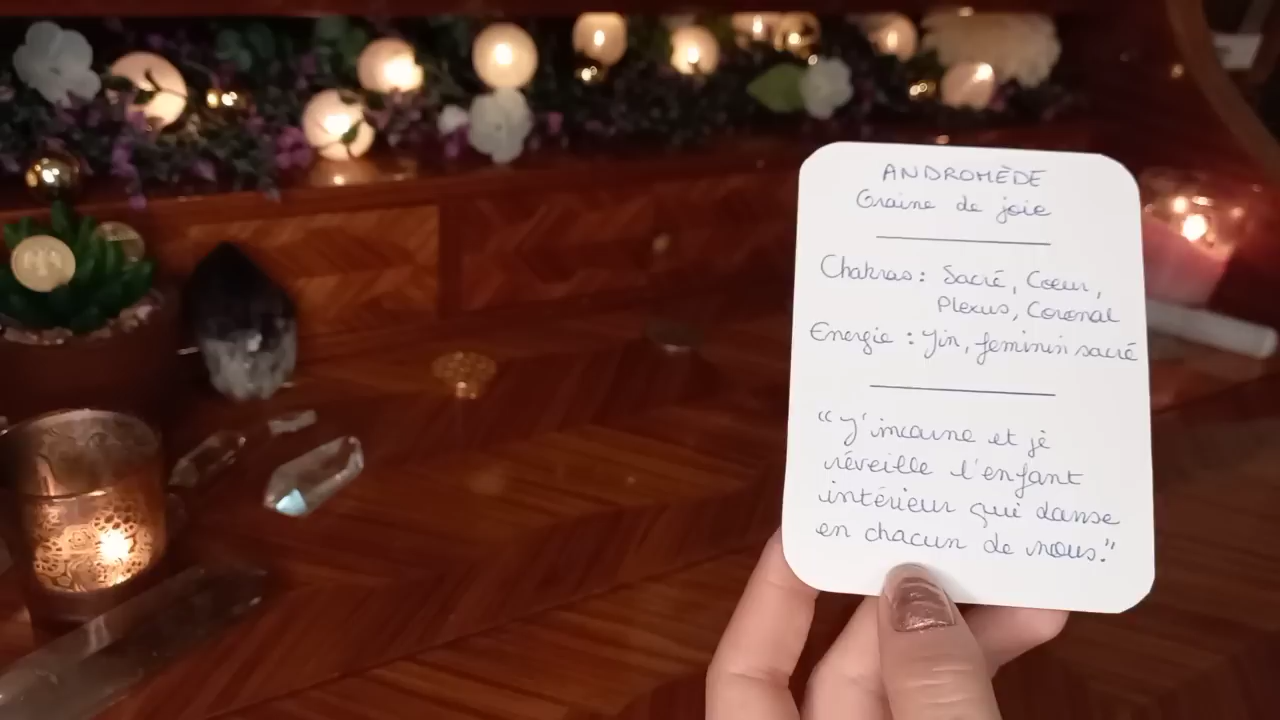 ANDROMÈDE
Graine de joie
Chakras : Sacré, Coeur,
Plexus, Coronal
Energie : Yin, feminin sacré
“J'incarne et je
réveille l'enfant
intérieur qui danse
en chacun de nous."